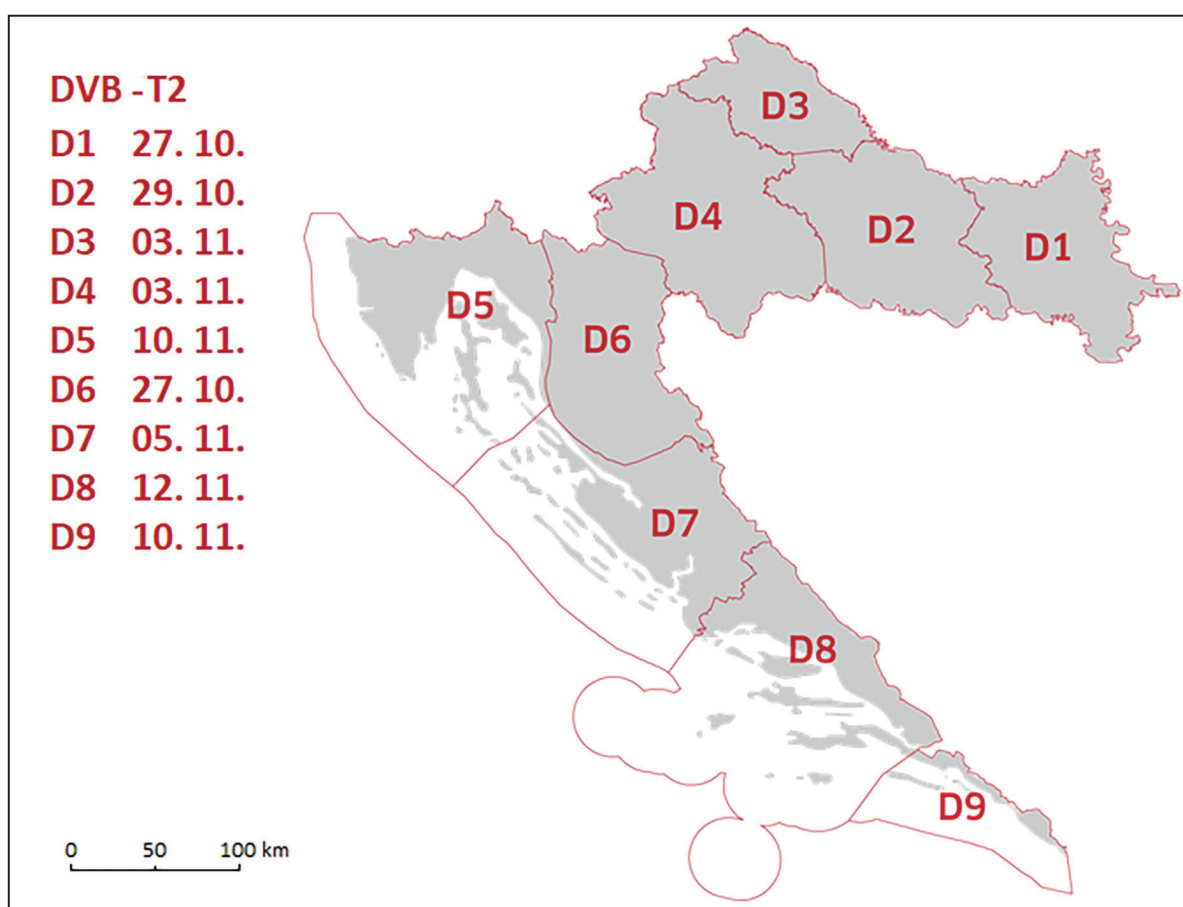 DVB -T2
D1 27. 10.
D2 29. 10.
D3 03. 11.
D4 03. 11.
D5 10. 11.
D6 27. 10.
D7 05. 11.
D8 12. 11.
D9 10. 11.
D3
D4
D2
D1
D5
D6
D7
D8
D9
0 50 100 km